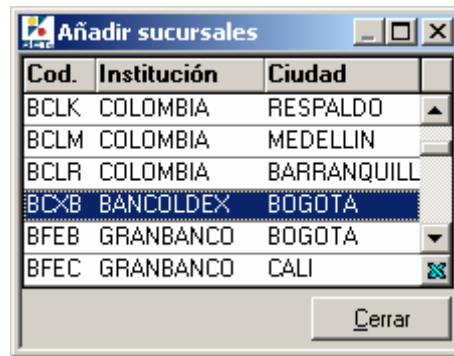 Añadir sucursales
Cod. Institución Ciudad
BCLK COLOMBIA RESPALDO
BCLM COLOMBIA MEDELLIN
BCLR COLOMBIA BARRANQUILL
BCXB BANCOLDEX BOGOTA
BFEB GRANBANCO BOGOTA
BFEC GRANBANCO CALI
Cerrar